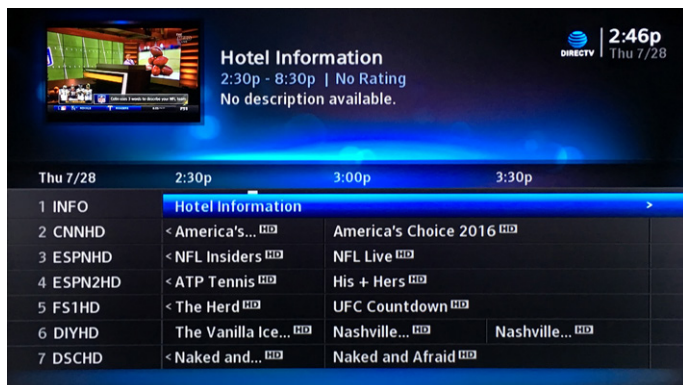 Hotel Information
2:30p - 8:30p | No Rating
No description available.
DIRECTV
2:46p
Thu 7/28
Thu 7/28 2:30p 3:00p 3:30p
1 INFO Hotel Information >
2 CNNHD < America's... HD America's Choice 2016 HD
3 ESPNHD < NFL Insiders HD NFL Live HD
4 ESPN2HD < ATP Tennis HD His + Hers HD
5 FS1HD < The Herd HD UFC Countdown HD
6 DIYHD The Vanilla Ice... HD Nashville... HD Nashville... HD
7 DSCHD < Naked and... HD Naked and Afraid HD